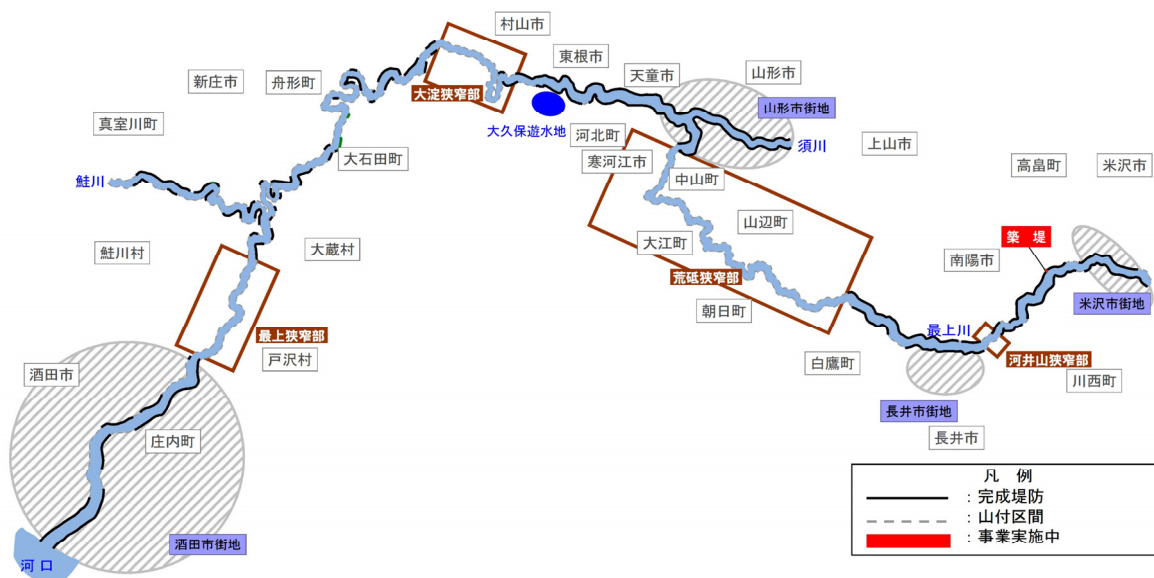 村山市
東根市
新庄市
舟形町
天童市
山形市
大淀狭窄部
山形市街地
真室川町
大久保遊水地
河北町
須川
上山市
大石田町
寒河江市
高畠町
米沢市
鮭川
中山町
山辺町
築 堤
鮭川村
大蔵村
大江町
南陽市
荒砥狭窄部
米沢市街地
朝日町
最上川
最上狭窄部
戸沢村
河井山狭窄部
酒田市
白鷹町
川西町
長井市街地
庄内町
長井市
凡 例
：完成堤防
：山付区間
：事業実施中
酒田市街地
河口